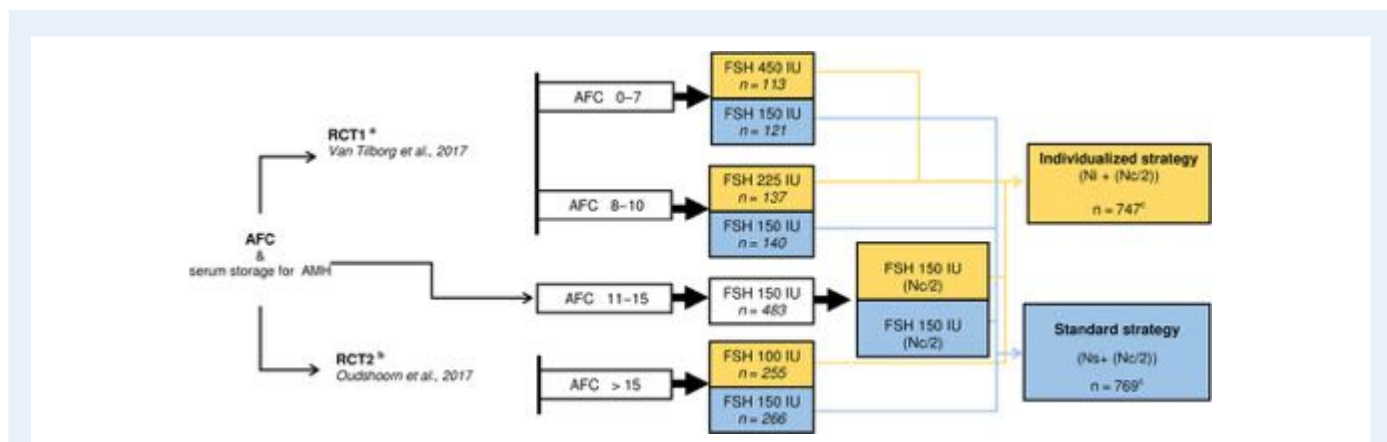 FSH 450 IU
n = 113
AFC 0–7
FSH 150 IU
n = 121
RCT1 a
Van Tilborg et al., 2017
FSH 225 IU
n = 137
AFC 8–10
FSH 150 IU
n = 140
Individualized strategy
(Ni + (Nc/2))
n = 747c
AFC
&
serum storage for AMH
AFC 11–15
FSH 150 IU
n = 483
FSH 150 IU
(Nc/2)
FSH 150 IU
(Nc/2)
RCT2 b
Oudshoorn et al., 2017
AFC > 15
FSH 100 IU
n = 255
FSH 150 IU
n = 266
Standard strategy
(Ns+ (Nc/2))
n = 769c